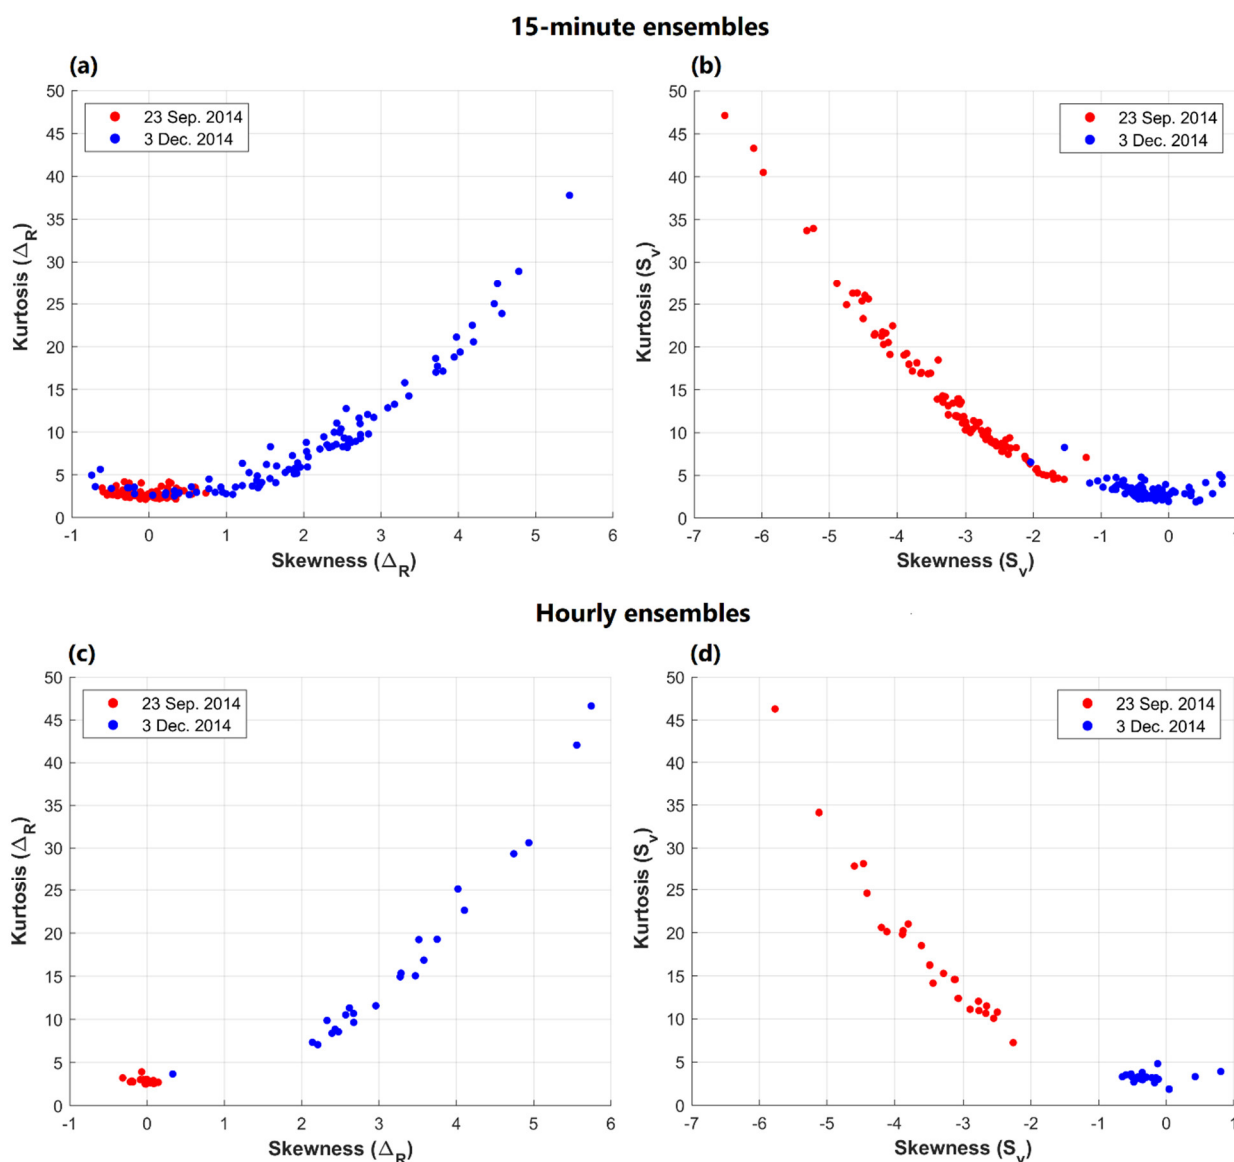 15-minute ensembles
(a)
(b)
50
45
40
35
30
25
20
15
10
5
0
Kurtosis (Δ_R)
23 Sep. 2014
3 Dec. 2014
-1 0 1 2 3 4 5 6
Skewness (Δ_R)
50
45
40
35
30
25
20
15
10
5
0
Kurtosis (S_v)
23 Sep. 2014
3 Dec. 2014
-7 -6 -5 -4 -3 -2 -1 0 1
Skewness (S_v)
Hourly ensembles
(c)
(d)
50
45
40
35
30
25
20
15
10
5
0
Kurtosis (Δ_R)
23 Sep. 2014
3 Dec. 2014
-1 0 1 2 3 4 5 6
Skewness (Δ_R)
50
45
40
35
30
25
20
15
10
5
0
Kurtosis (S_v)
23 Sep. 2014
3 Dec. 2014
-7 -6 -5 -4 -3 -2 -1 0 1
Skewness (S_v)